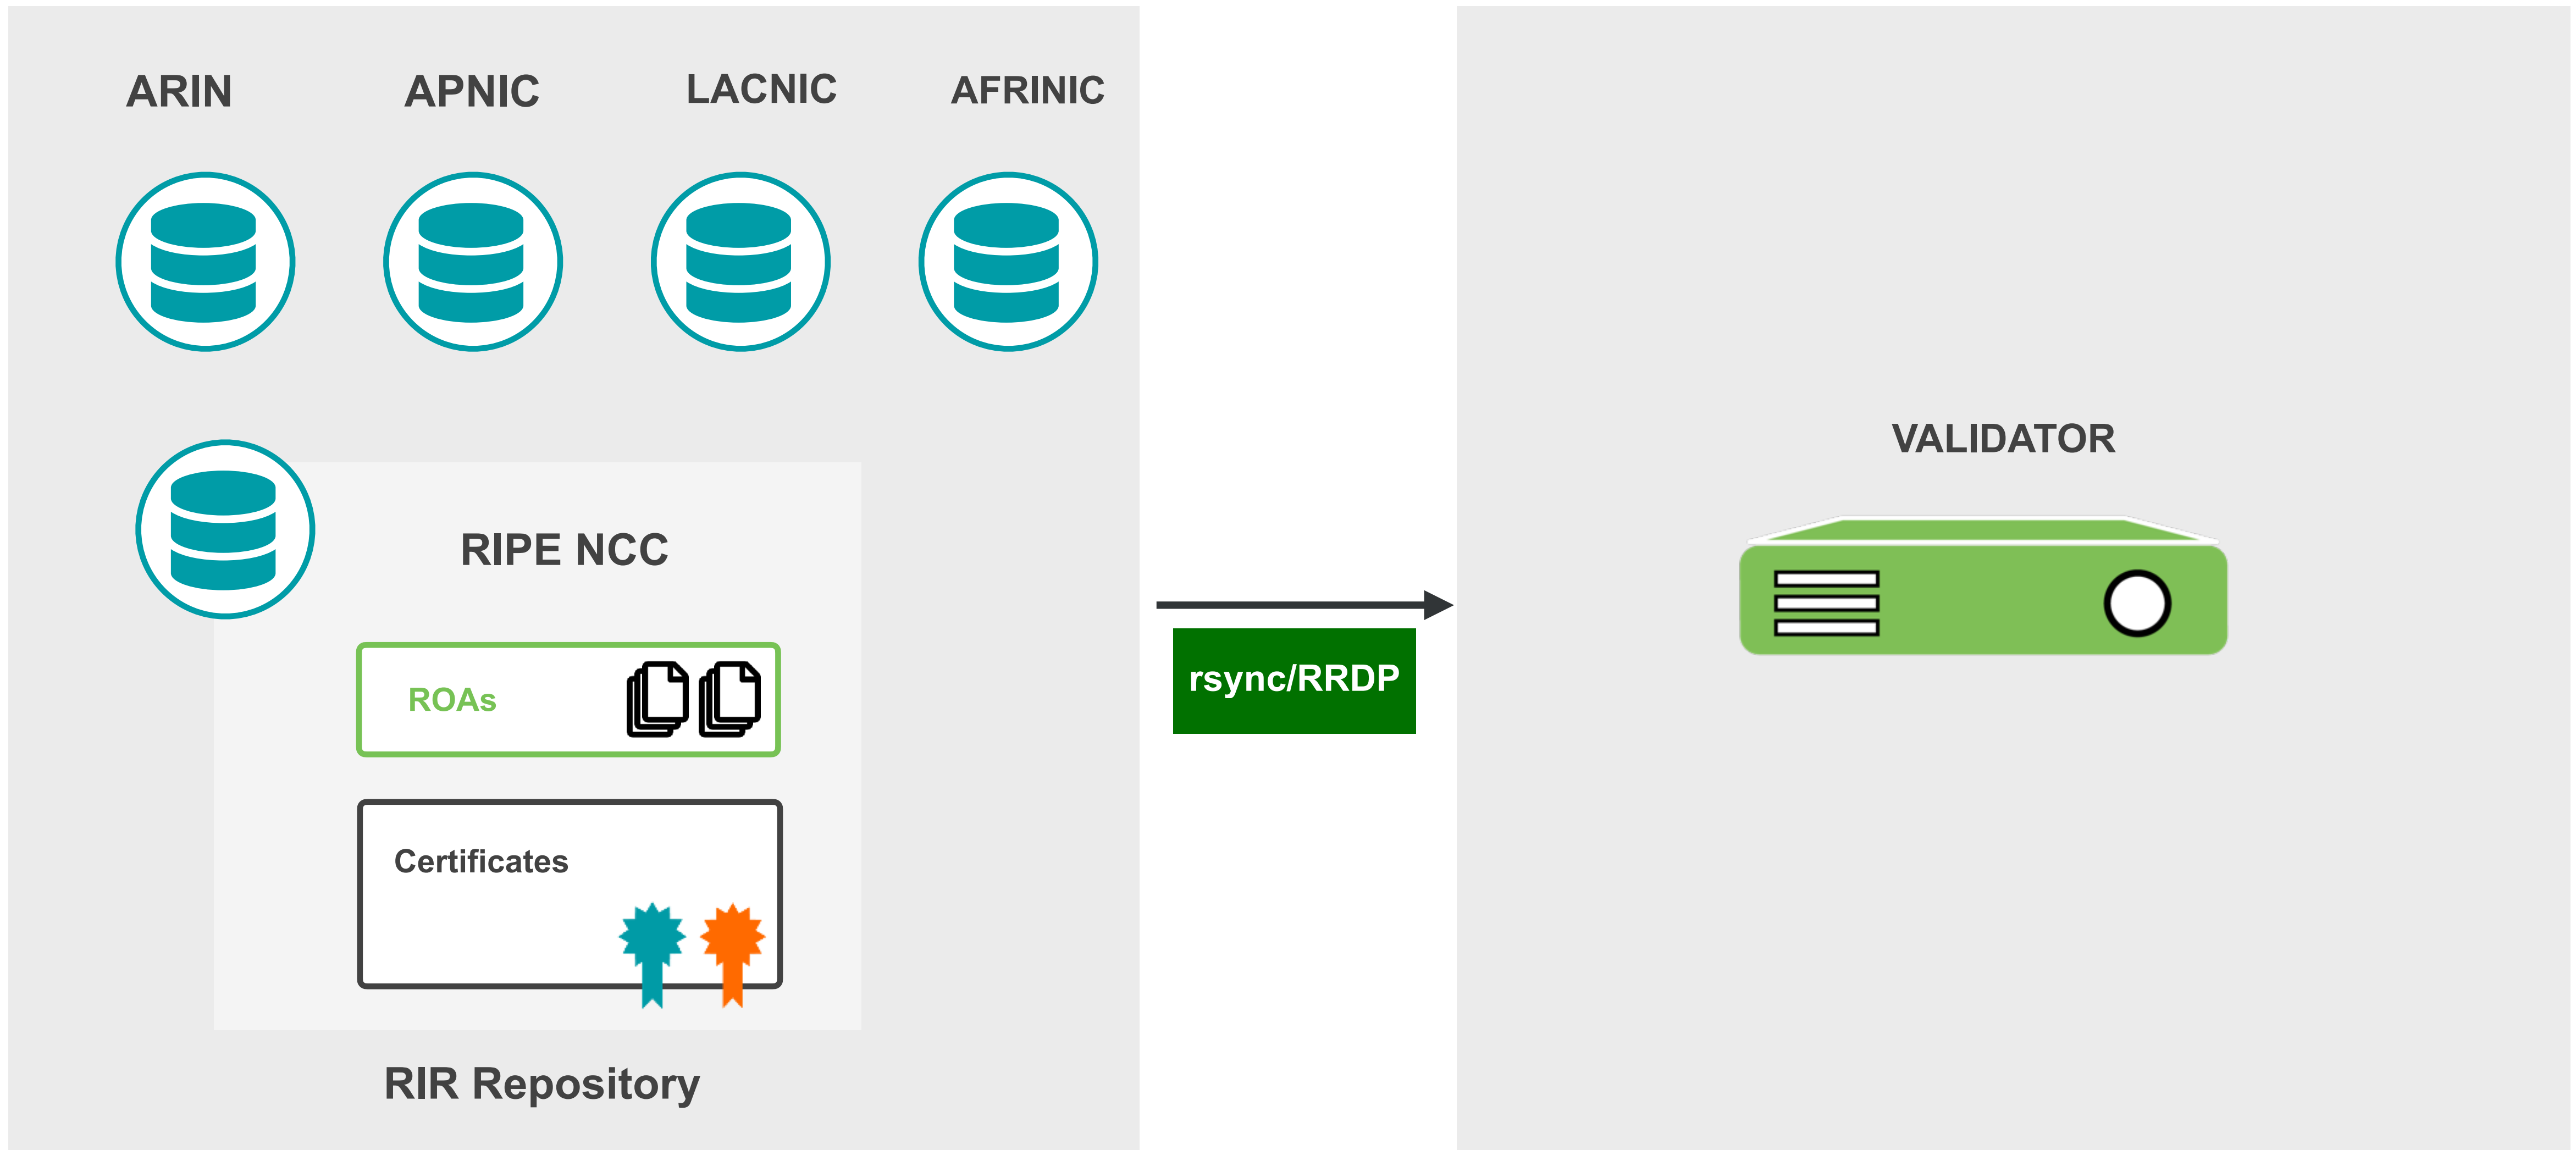 ARIN
APNIC
LACNIC
AFRINIC
RIPE NCC
ROAs
Certificates
RIR Repository
rsync/RRDP
VALIDATOR